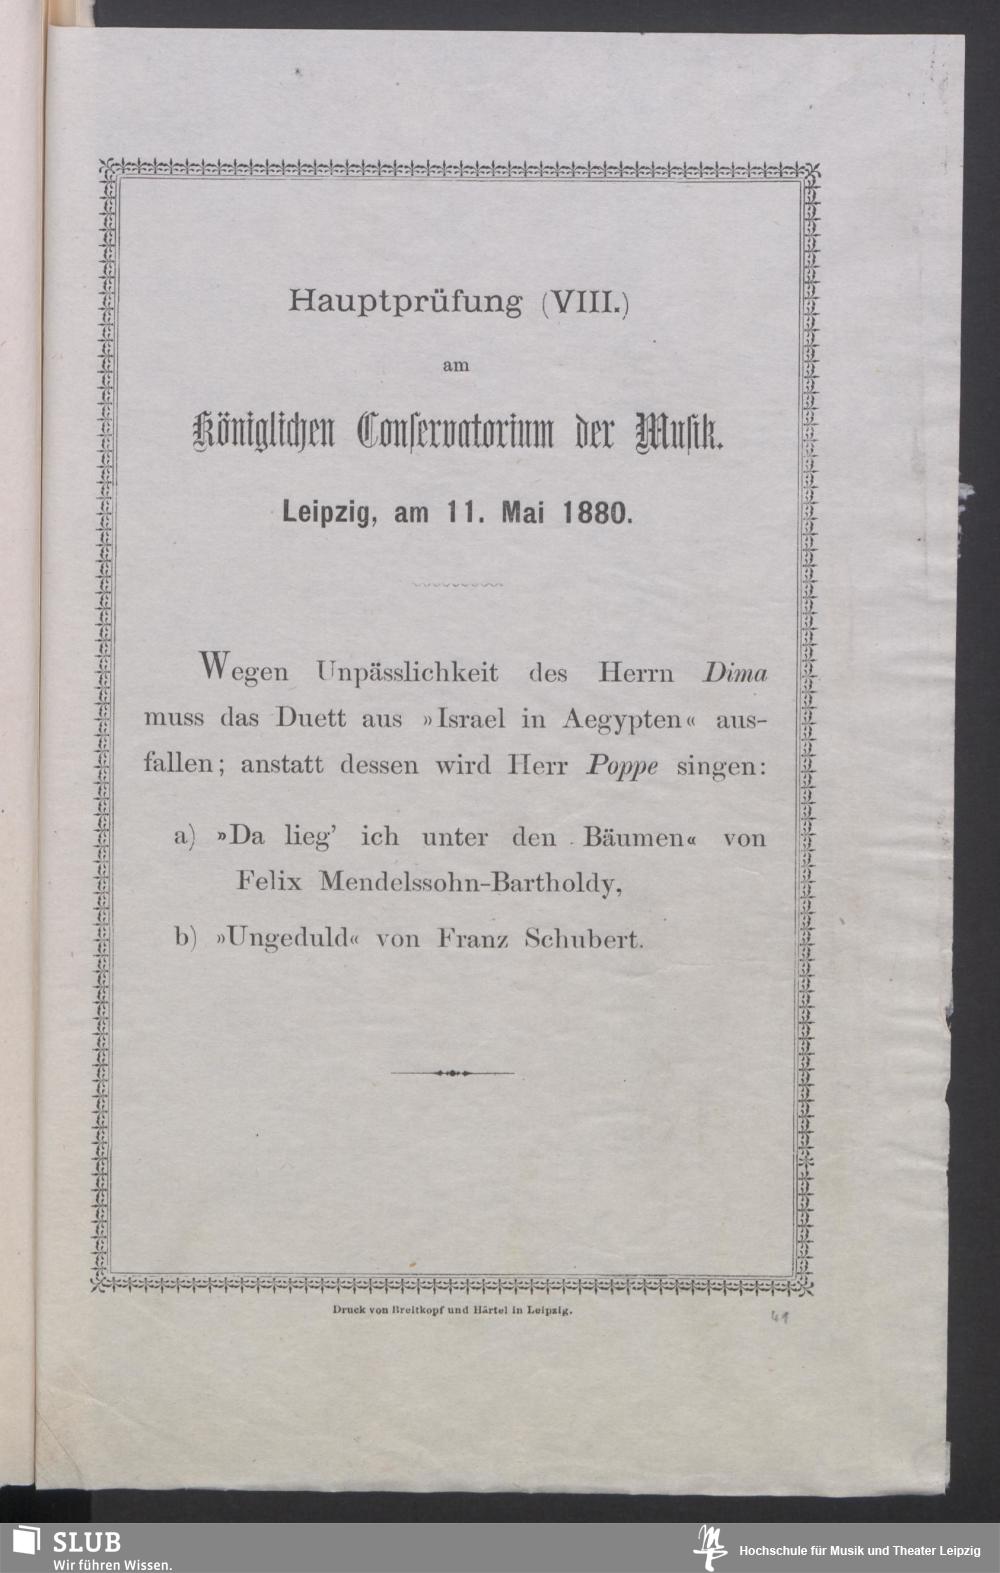 Hauptprüfung (VIII.)
am
Königlichen Conservatorium der Musik.
Leipzig, am 11. Mai 1880.
Wegen Unpässlichkeit des Herrn Dima
muss das Duett aus »Israel in Aegypten« aus-
fallen; anstatt dessen wird Herr Poppe singen:
a) »Da lieg’ ich unter den Bäumen« von
Felix Mendelssohn-Bartholdy,
b) »Ungeduld« von Franz Schubert.
Druck von Breitkopf und Härtel in Leipzig.
41
SLUB
Wir führen Wissen.
Hochschule für Musik und Theater Leipzig